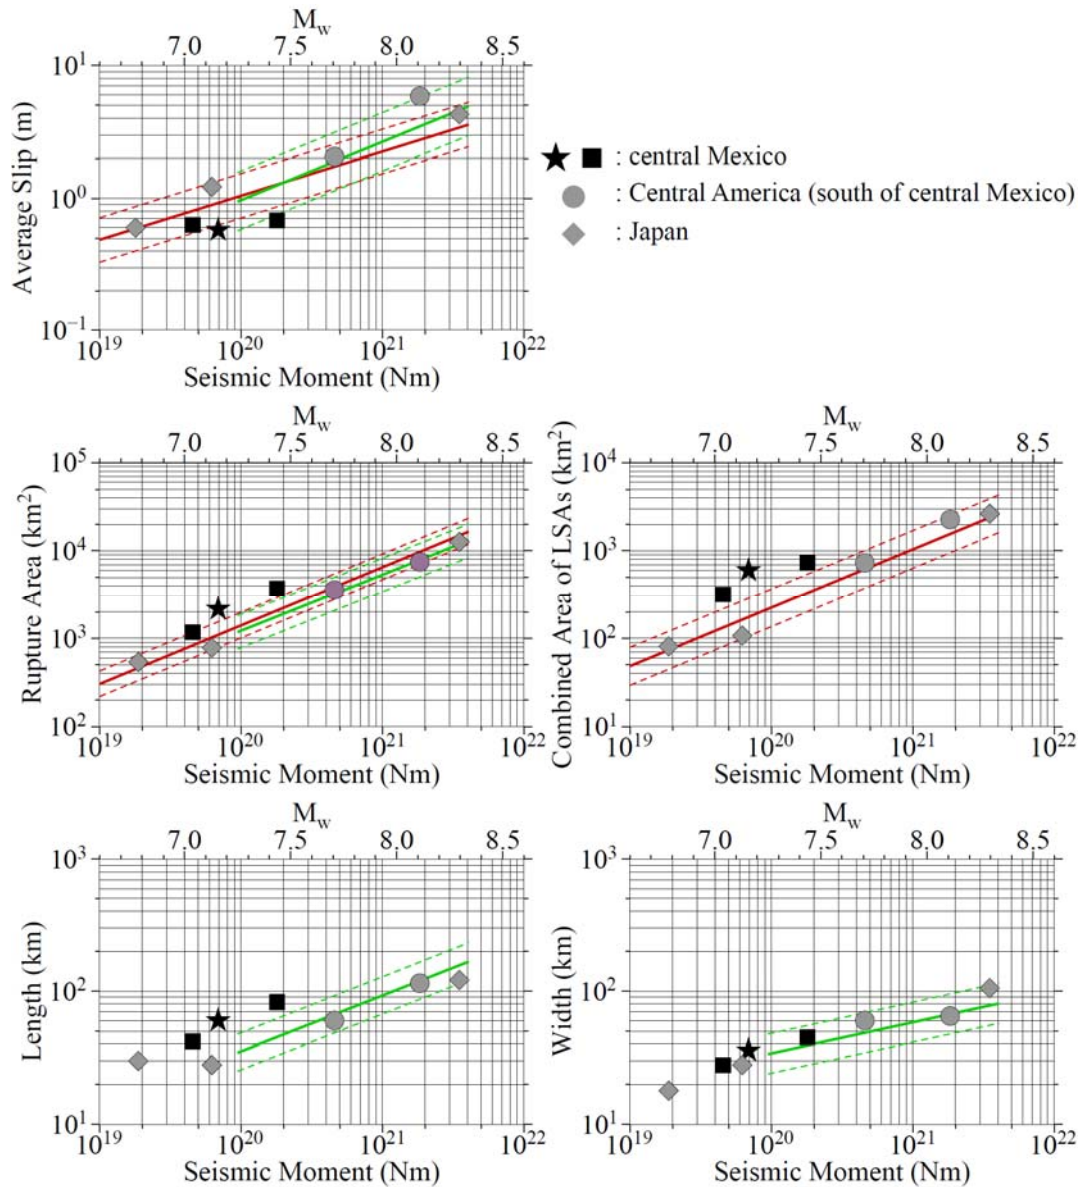 M_w
7.0 7.5 8.0 8.5
10^1
10^0
10^-1
Average Slip (m)
10^19 10^20 10^21 10^22
Seismic Moment (Nm)
: central Mexico
: Central America (south of central Mexico)
: Japan
M_w
7.0 7.5 8.0 8.5
10^5
10^4
10^3
10^2
Rupture Area (km^2)
10^19 10^20 10^21 10^22
Seismic Moment (Nm)
M_w
7.0 7.5 8.0 8.5
10^4
10^3
10^2
10^1
Combined Area of LSAs (km^2)
10^19 10^20 10^21 10^22
Seismic Moment (Nm)
M_w
7.0 7.5 8.0 8.5
10^3
10^2
10^1
Length (km)
10^19 10^20 10^21 10^22
Seismic Moment (Nm)
M_w
7.0 7.5 8.0 8.5
10^3
10^2
10^1
Width (km)
10^19 10^20 10^21 10^22
Seismic Moment (Nm)